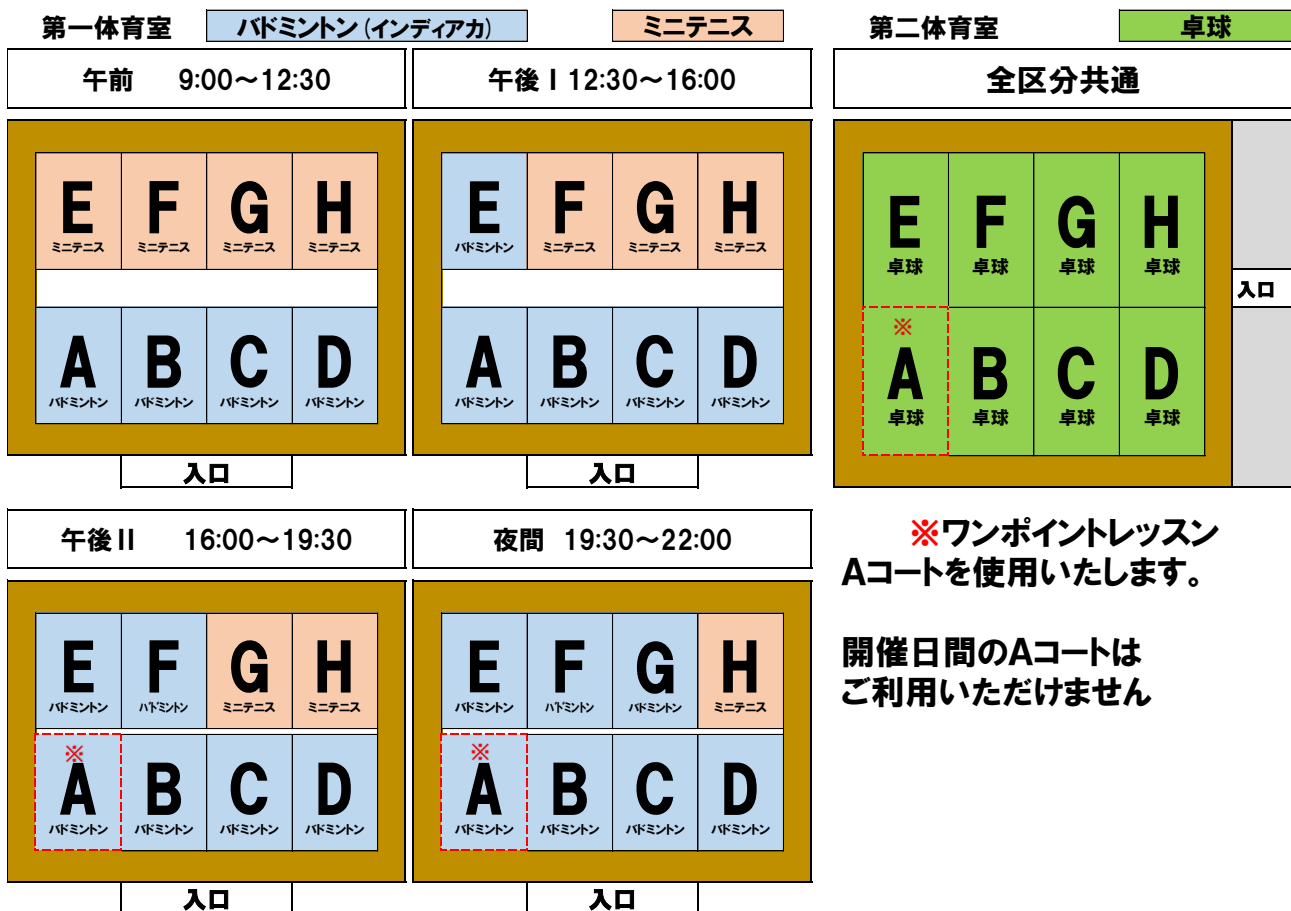 第一体育室 バドミントン(インディアカ) ミニテニス 第二体育室 卓球
午前 9:00～12:30
E F G H
ミニテニス ミニテニス ミニテニス ミニテニス
A B C D
バドミントン バドミントン バドミントン バドミントン
入口
午後Ⅰ 12:30～16:00
E F G H
バドミントン ミニテニス ミニテニス ミニテニス
A B C D
バドミントン バドミントン バドミントン バドミントン
入口
全区分共通
E F G H
卓球 卓球 卓球 卓球
※
A B C D
卓球 卓球 卓球 卓球
入口
午後Ⅱ 16:00～19:30
E F G H
バドミントン バドミントン ミニテニス ミニテニス
※
A B C D
バドミントン バドミントン バドミントン バドミントン
入口
夜間 19:30～22:00
E F G H
バドミントン バドミントン バドミントン ミニテニス
※
A B C D
バドミントン バドミントン バドミントン バドミントン
入口
※ワンポイントレッスン
Aコートを使用いたします。
開催日間のAコートは
ご利用いただけません